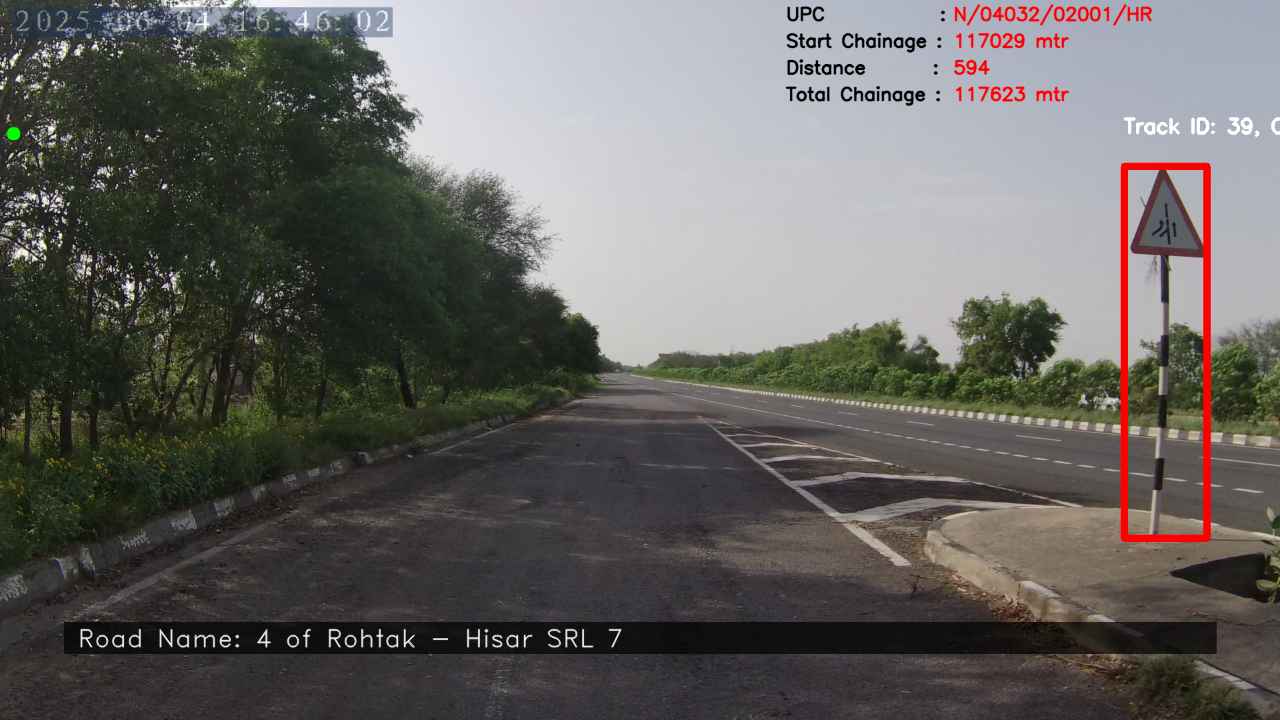 2025-06-04 16:46:02
UPC : N/04032/02001/HR
Start Chainage : 117029 mtr
Distance : 594
Total Chainage : 117623 mtr
Track ID: 39,
Road Name: 4 of Rohtak - Hisar SRL 7